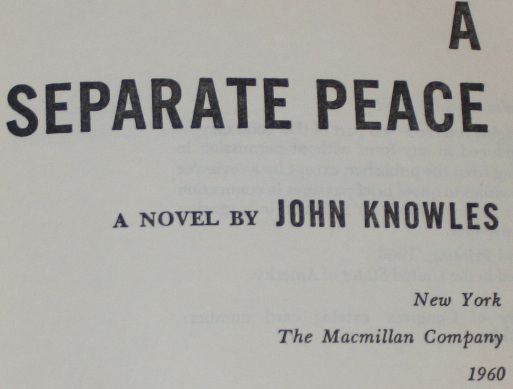 A
SEPARATE PEACE
A NOVEL BY JOHN KNOWLES
New York
The Macmillan Company
1960